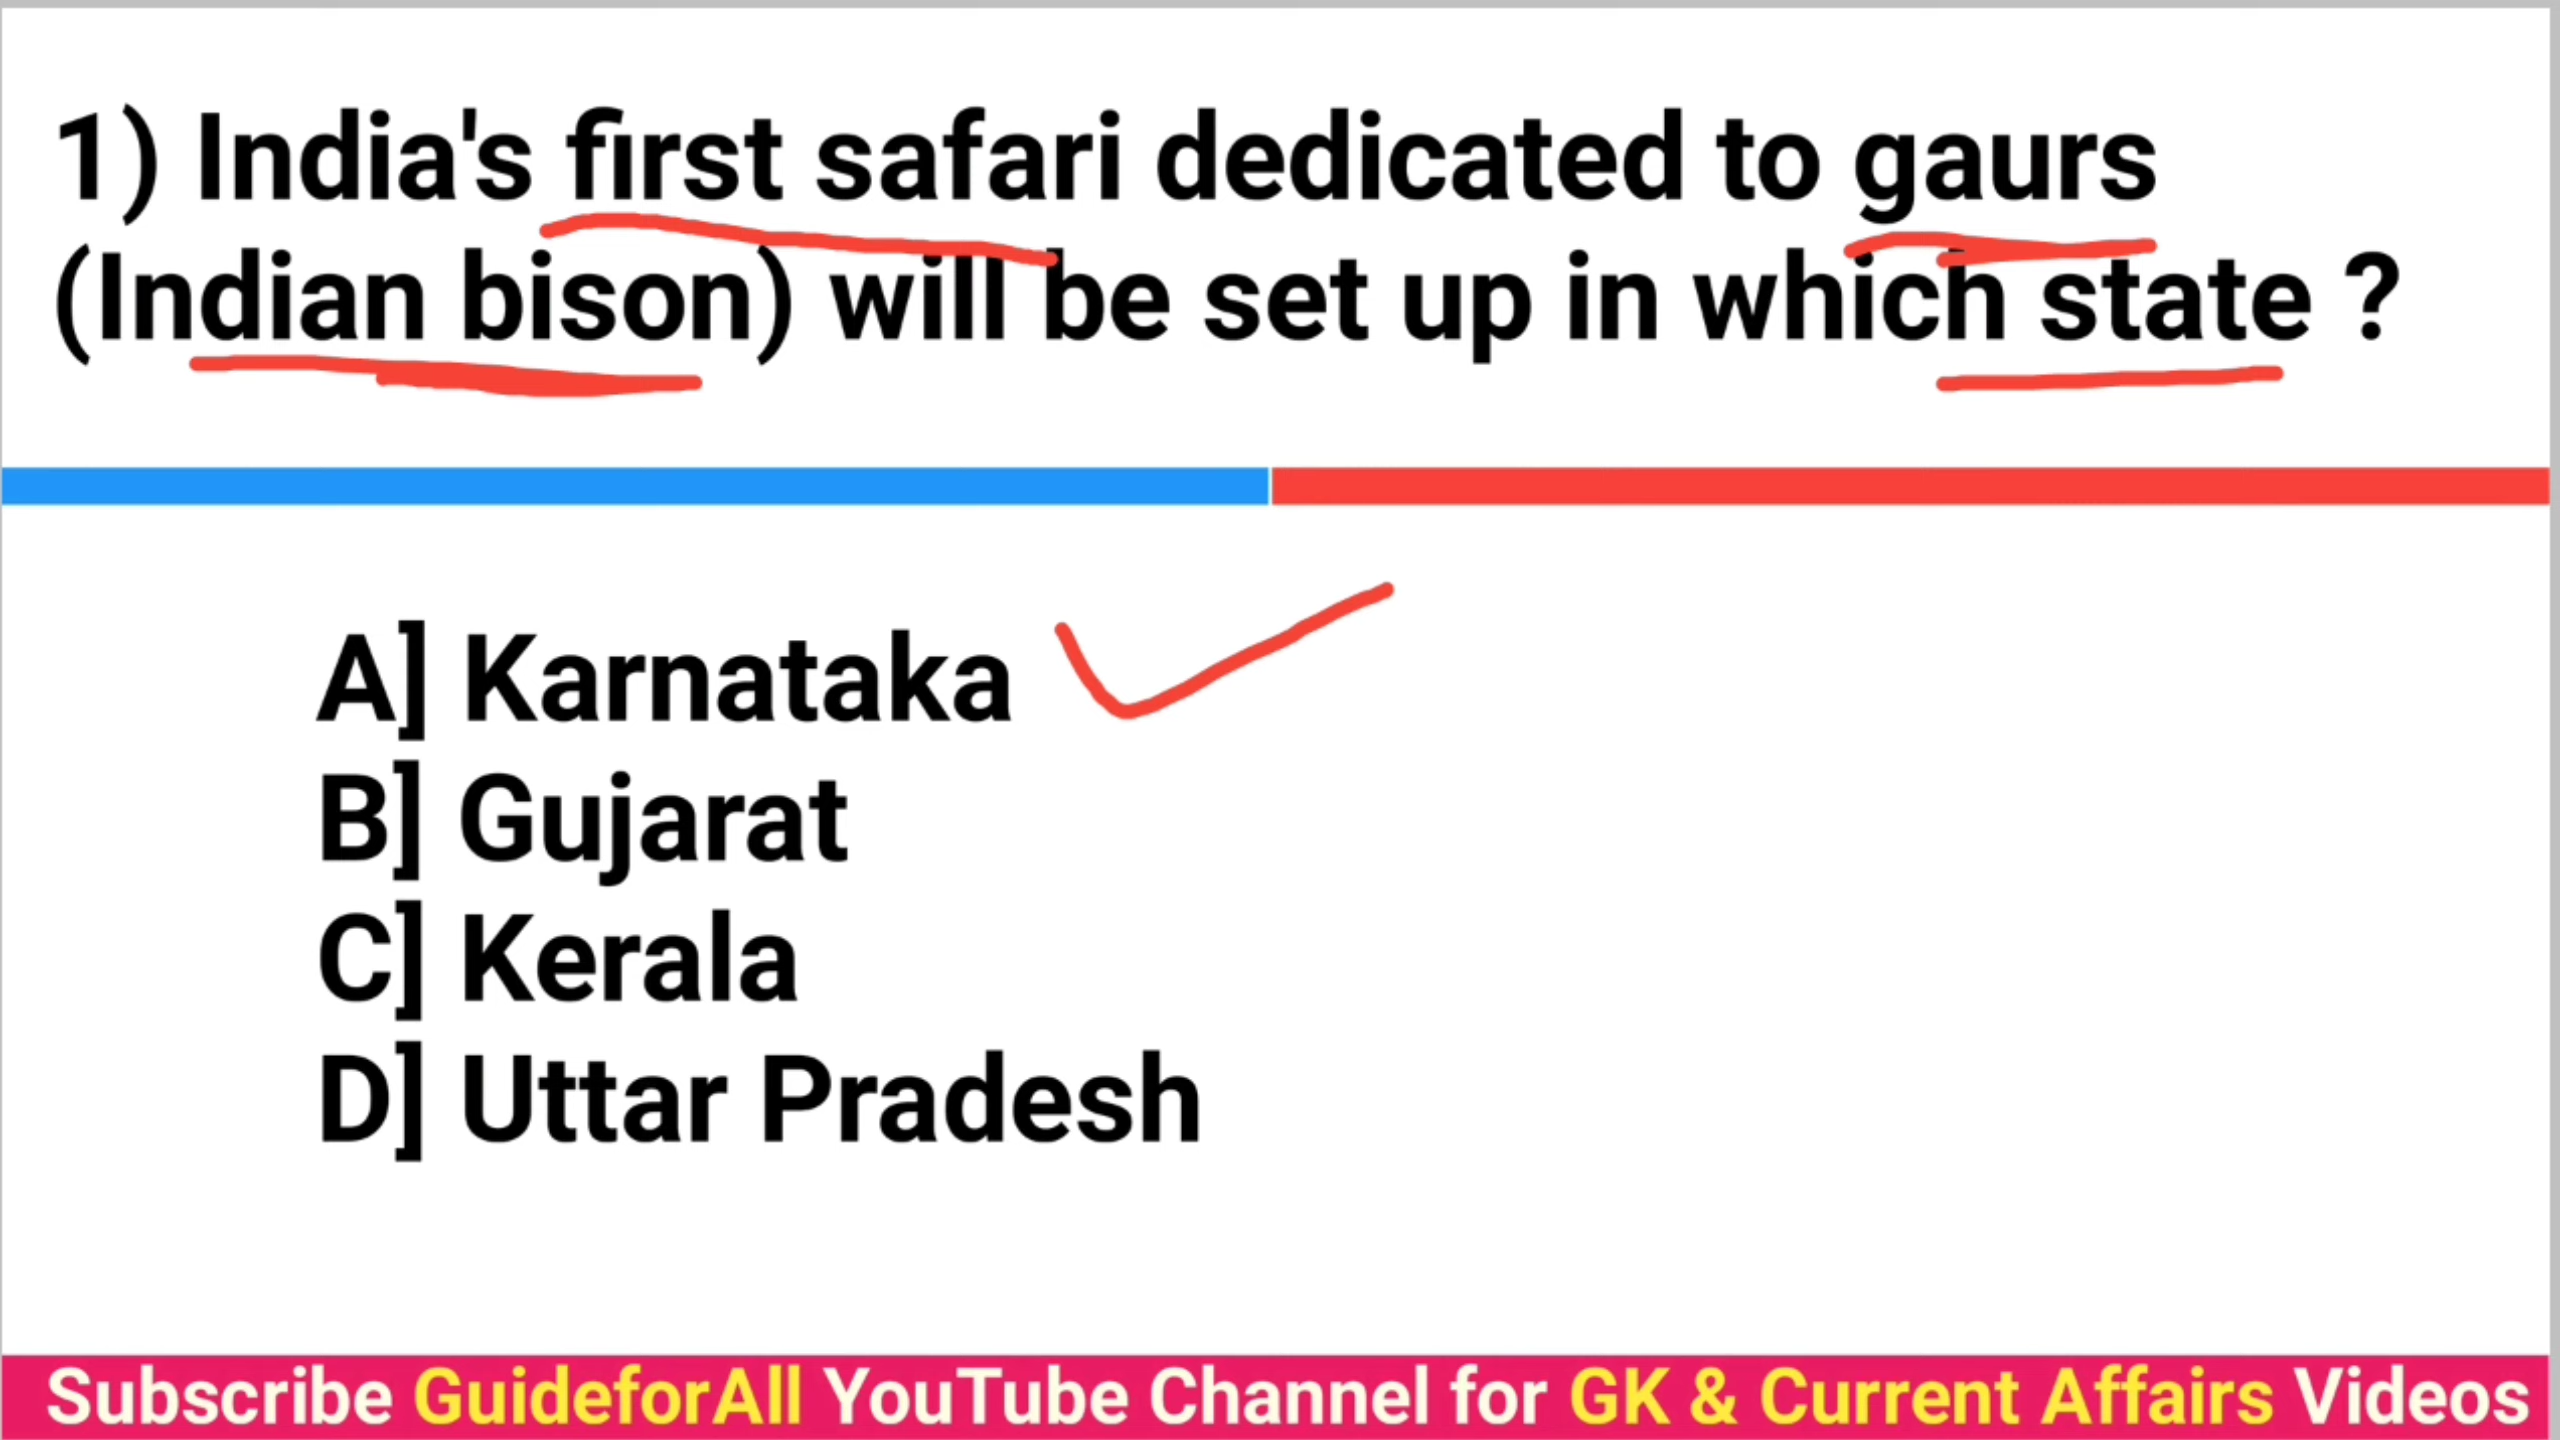 1) India's first safari dedicated to gaurs
(Indian bison) will be set up in which state ?
A] Karnataka
B] Gujarat
C] Kerala
D] Uttar Pradesh
Subscribe GuideforAll YouTube Channel for GK & Current Affairs Videos